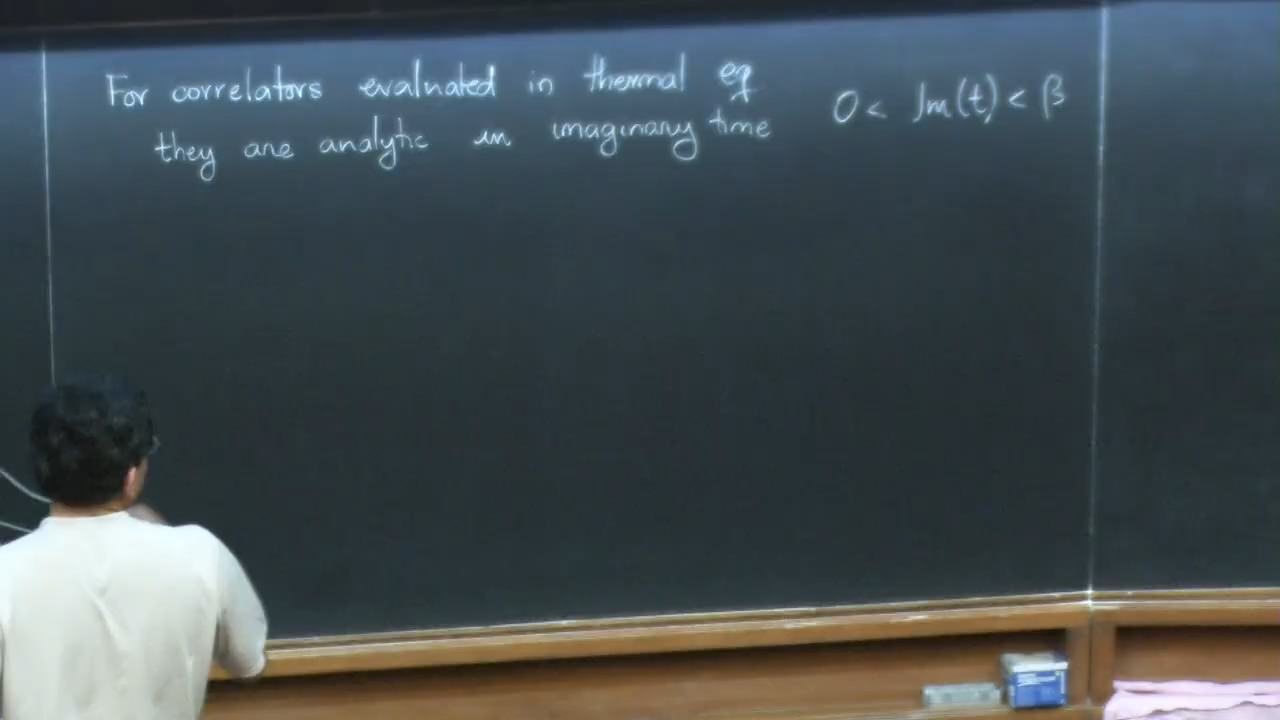 For correlators evaluated in thermal eq
they are analytic in imaginary time
0 < Im(t) < β